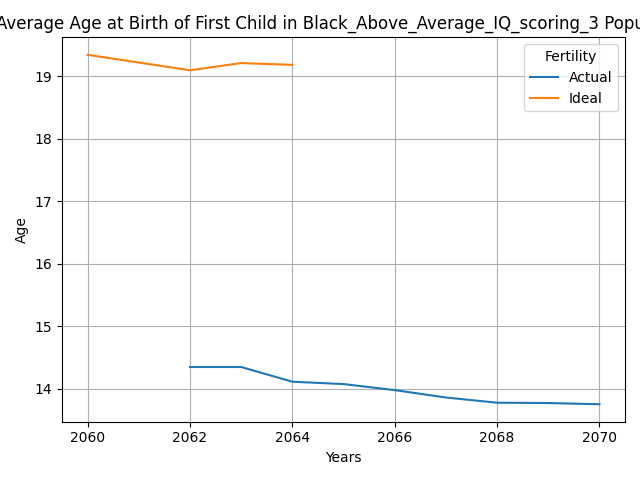 Average Age at Birth of First Child in Black_Above_Average_IQ_scoring_3 Popu
Fertility
Actual
Ideal
19
18
17
16
15
14
Age
2060 2062 2064 2066 2068 2070
Years